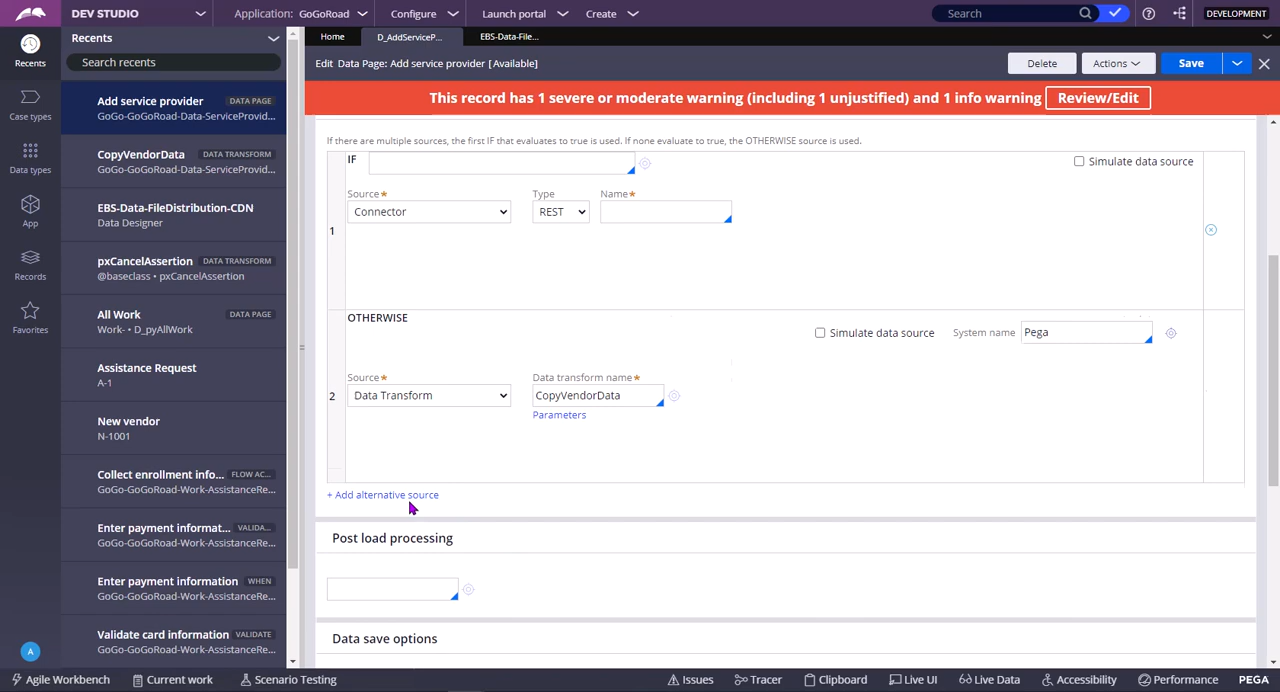 DEV STUDIO
Application: GoGoRoad
Configure
Launch portal
Create
Search
DEVELOPMENT
Recents
Recents
Home
D_AddServiceP...
EBS-Data-File...
Search recents
Edit Data Page: Add service provider [Available]
Delete
Actions
Save
Add service provider DATA PAGE
GoGo-GoGoRoad-Data-ServiceProvid...
This record has 1 severe or moderate warning (including 1 unjustified) and 1 info warning
Review/Edit
Case types
If there are multiple sources, the first IF that evaluates to true is used. If none evaluate to true, the OTHERWISE source is used.
CopyVendorData DATA TRANSFORM
GoGo-GoGoRoad-Data-ServiceProvid...
Data types
IF
Simulate data source
EBS-Data-FileDistribution-CDN
Data Designer
App
Source★ Type Name★
Connector REST
1
pxCancelAssertion DATA TRANSFORM
@baseclass • pxCancelAssertion
Records
All Work DATA PAGE
Work- • D_pyAllWork
Favorites
OTHERWISE
Simulate data source System name Pega
Assistance Request
A-1
Source★ Data transform name★
2 Data Transform CopyVendorData
Parameters
New vendor
N-1001
Collect enrollment info... FLOW AC...
GoGo-GoGoRoad-Work-AssistanceRe...
+ Add alternative source
Enter payment informat... VALIDA...
GoGo-GoGoRoad-Work-AssistanceRe...
Post load processing
Enter payment information WHEN
GoGo-GoGoRoad-Work-AssistanceRe...
Validate card information VALIDATE
GoGo-GoGoRoad-Work-AssistanceRe...
Data save options
A
Agile Workbench
Current work
Scenario Testing
Issues
Tracer
Clipboard
Live UI
Live Data
Accessibility
Performance
PEGA